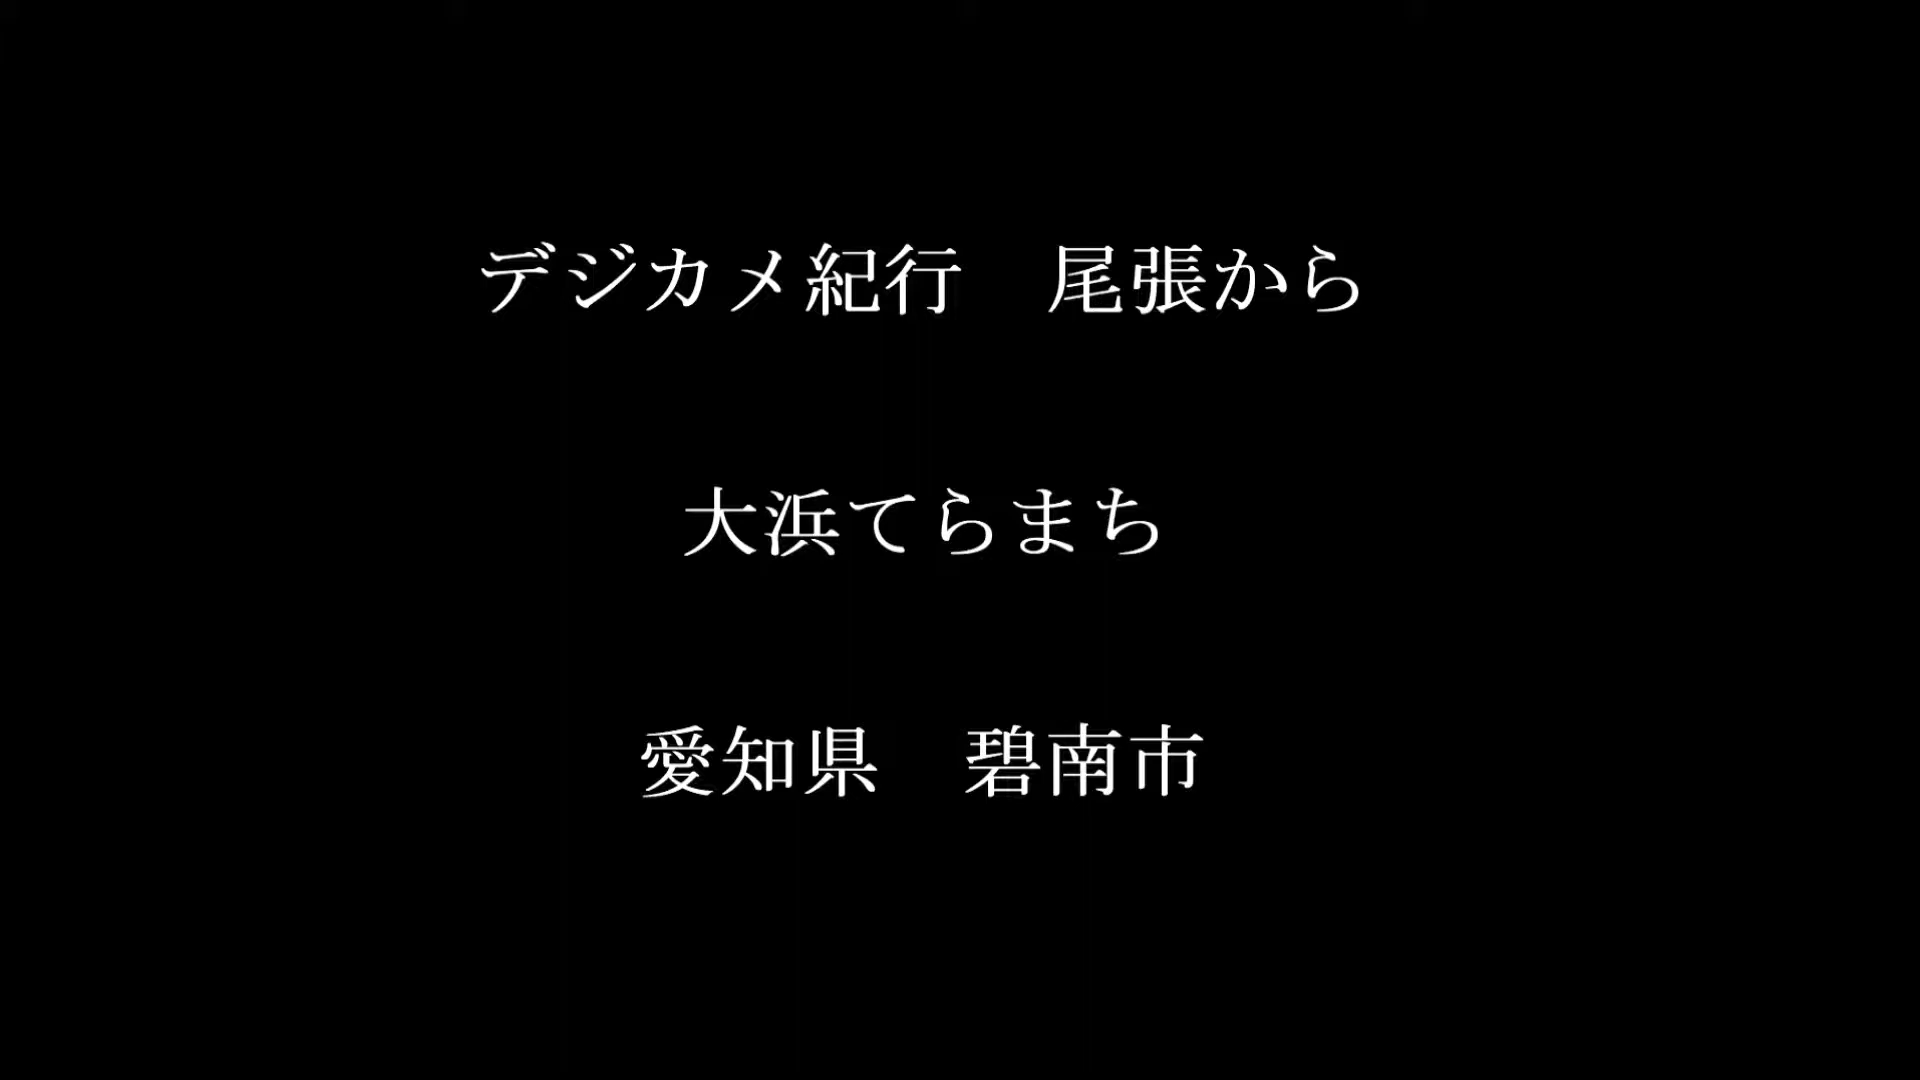 デジカメ紀行　尾張から
大浜てらまち
愛知県　碧南市